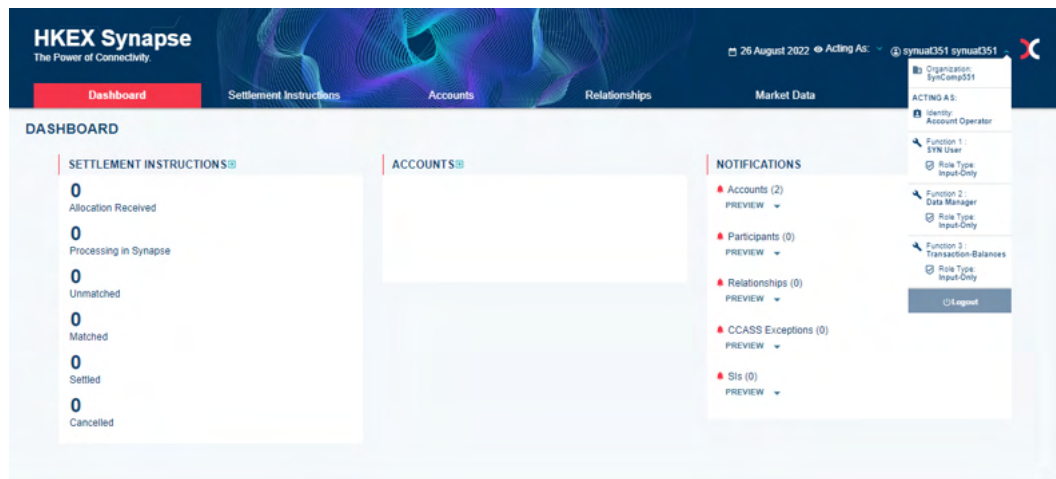 HKEX Synapse
The Power of Connectivity.
26 August 2022 Acting As: synuat351 synuat351
Dashboard Settlement Instructions Accounts Relationships Market Data
Organization:
SynComp351
ACTING AS:
Identity:
Account Operator
Function 1 :
SYN User
Role Type:
Input-Only
Function 2 :
Data Manager
Role Type:
Input-Only
Function 3 :
Transaction-Balances
Role Type:
Input-Only
Logout
DASHBOARD
SETTLEMENT INSTRUCTIONS
0
Allocation Received
0
Processing in Synapse
0
Unmatched
0
Matched
0
Settled
0
Cancelled
ACCOUNTS
NOTIFICATIONS
Accounts (2)
PREVIEW
Participants (0)
PREVIEW
Relationships (0)
PREVIEW
CCASS Exceptions (0)
PREVIEW
SIs (0)
PREVIEW